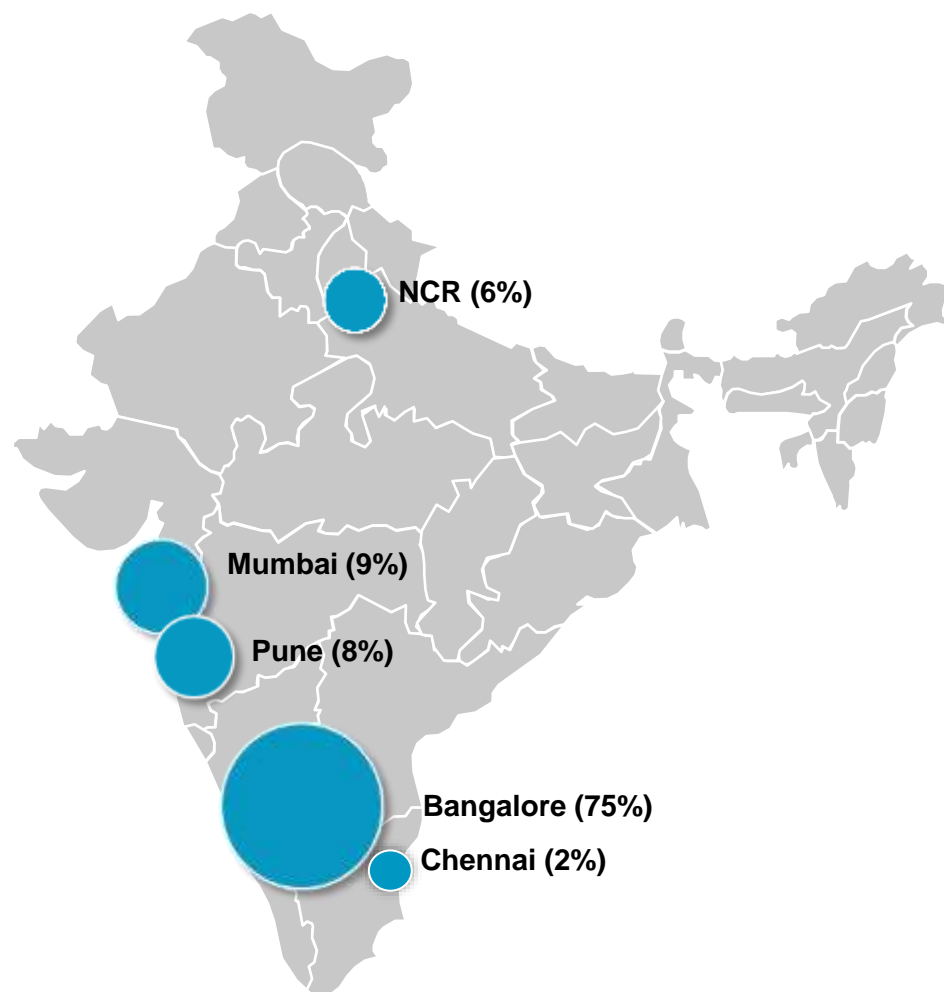 NCR (6%)
Mumbai (9%)
Pune (8%)
Bangalore (75%)
Chennai (2%)